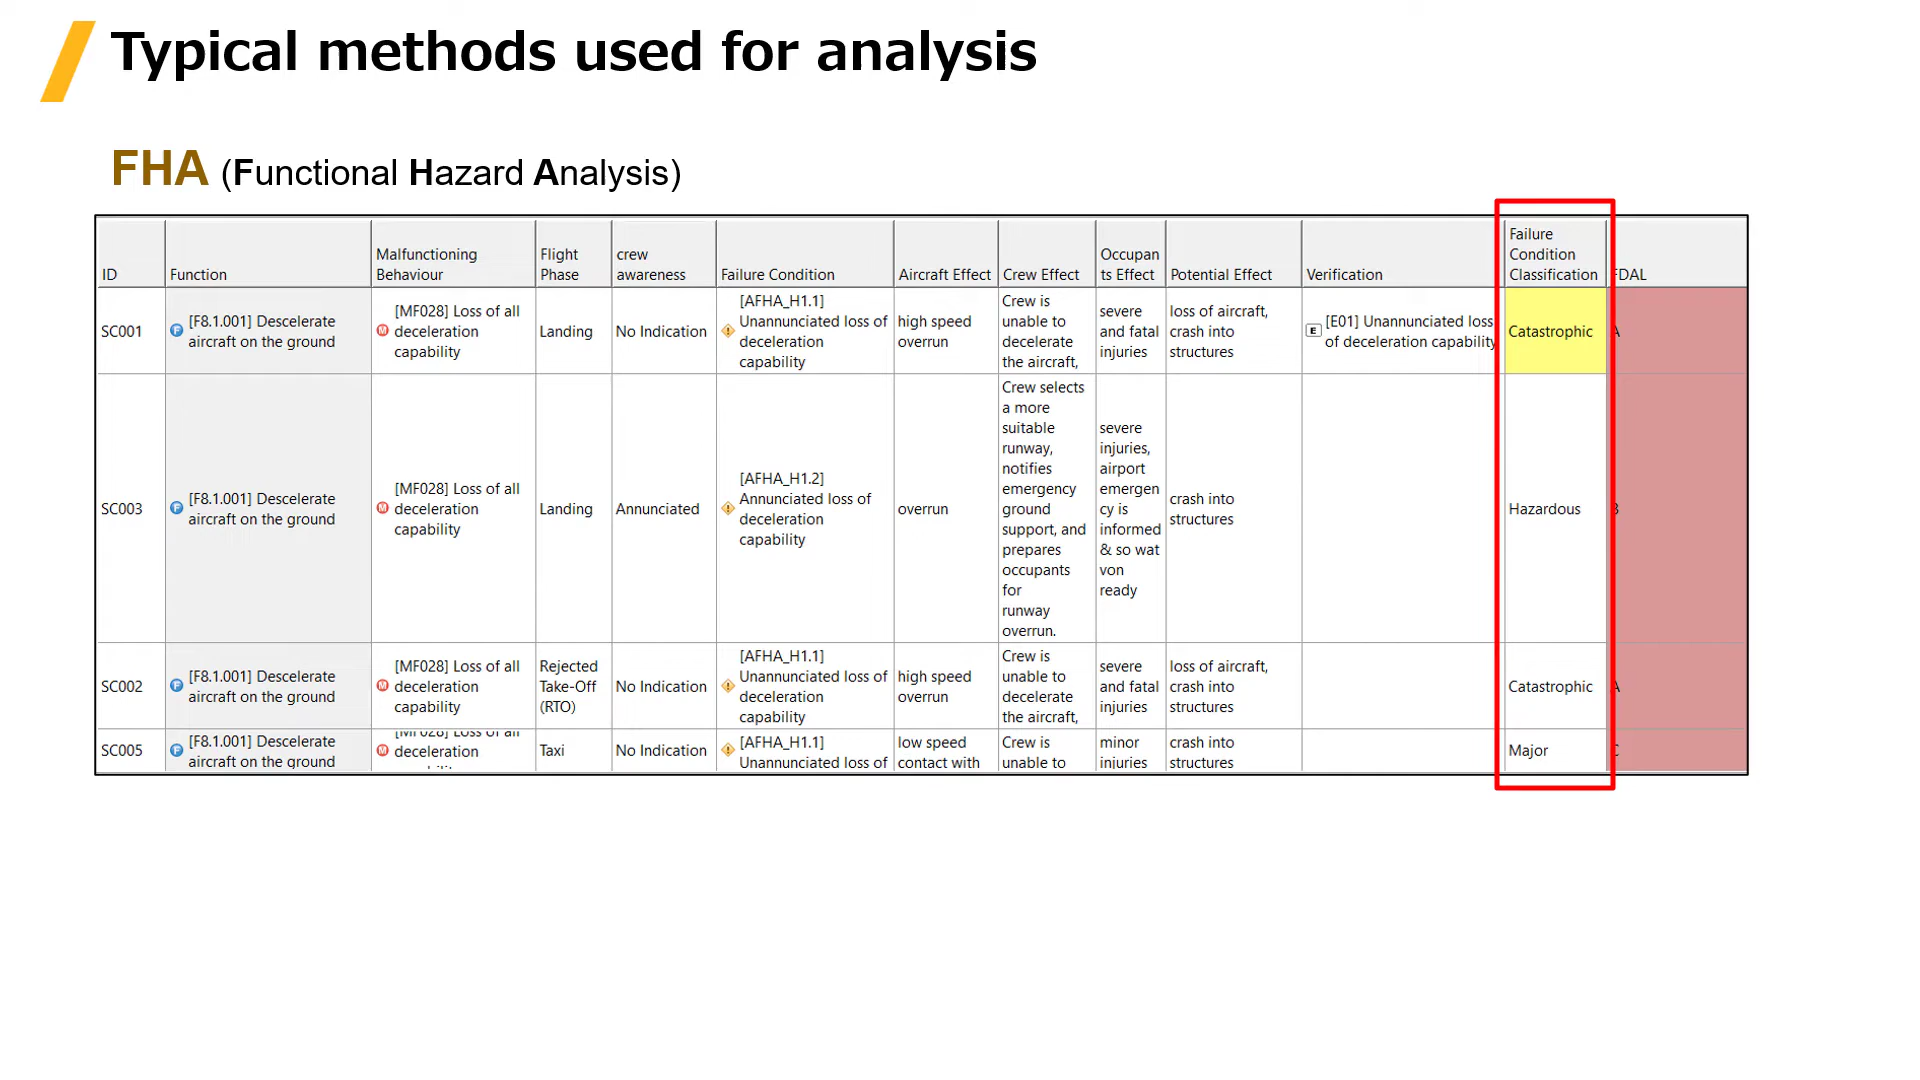 Typical methods used for analysis
FHA (Functional Hazard Analysis)
ID
Function
Malfunctioning
Behaviour
Flight
Phase
crew
awareness
Failure Condition
Aircraft Effect
Crew Effect
Occupan
ts Effect
Potential Effect
Verification
Failure
Condition
Classification
FDAL
SC001
F
[F8.1.001] Descelerate
aircraft on the ground
M
[MF028] Loss of all
deceleration
capability
Landing
No Indication
[AFHA_H1.1]
Unannunciated loss of
deceleration
capability
high speed
overrun
Crew is
unable to
decelerate
the aircraft,
severe
and fatal
injuries
loss of aircraft,
crash into
structures
E
[E01] Unannunciated loss
of deceleration capability
Catastrophic
A
SC003
F
[F8.1.001] Descelerate
aircraft on the ground
M
[MF028] Loss of all
deceleration
capability
Landing
Annunciated
[AFHA_H1.2]
Annunciated loss of
deceleration
capability
overrun
Crew selects
a more
suitable
runway,
notifies
emergency
ground
support, and
prepares
occupants
for
runway
overrun.
severe
injuries,
airport
emergen
cy is
informed
& so wat
von
ready
crash into
structures
Hazardous
B
SC002
F
[F8.1.001] Descelerate
aircraft on the ground
M
[MF028] Loss of all
deceleration
capability
Rejected
Take-Off
(RTO)
No Indication
[AFHA_H1.1]
Unannunciated loss of
deceleration
capability
high speed
overrun
Crew is
unable to
decelerate
the aircraft,
severe
and fatal
injuries
loss of aircraft,
crash into
structures
Catastrophic
A
SC005
F
[F8.1.001] Descelerate
aircraft on the ground
M
[MF028] Loss of all
deceleration
Taxi
No Indication
[AFHA_H1.1]
Unannunciated loss of
low speed
contact with
Crew is
unable to
minor
injuries
crash into
structures
Major
C